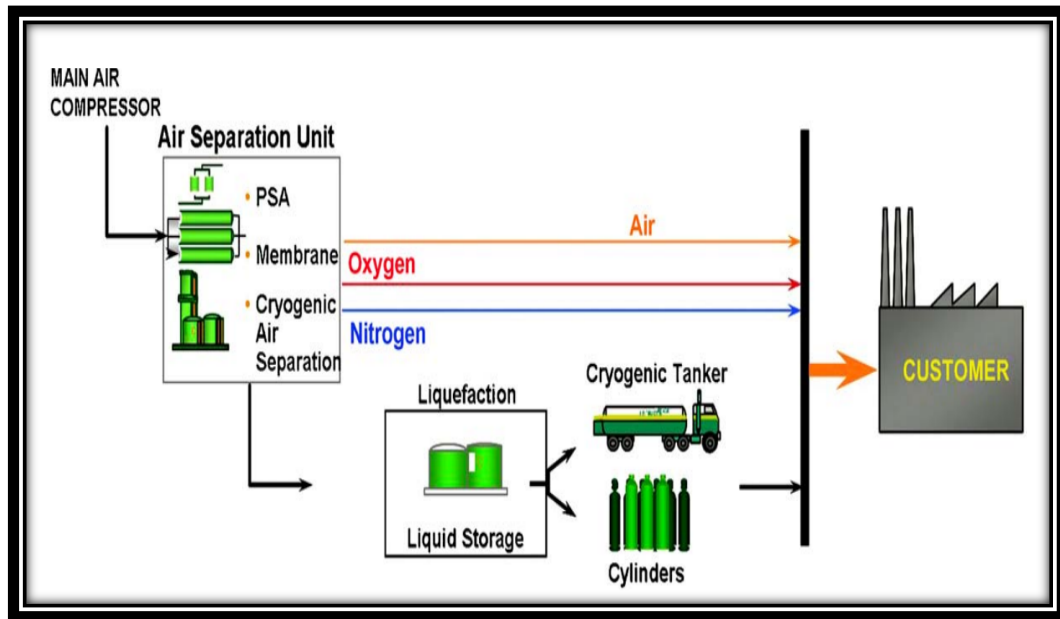 MAIN AIR
COMPRESSOR
Air Separation Unit
• PSA
• Membrane
• Cryogenic
Air
Separation
Air
Oxygen
Nitrogen
Liquefaction
Liquid Storage
Cryogenic Tanker
Cylinders
CUSTOMER